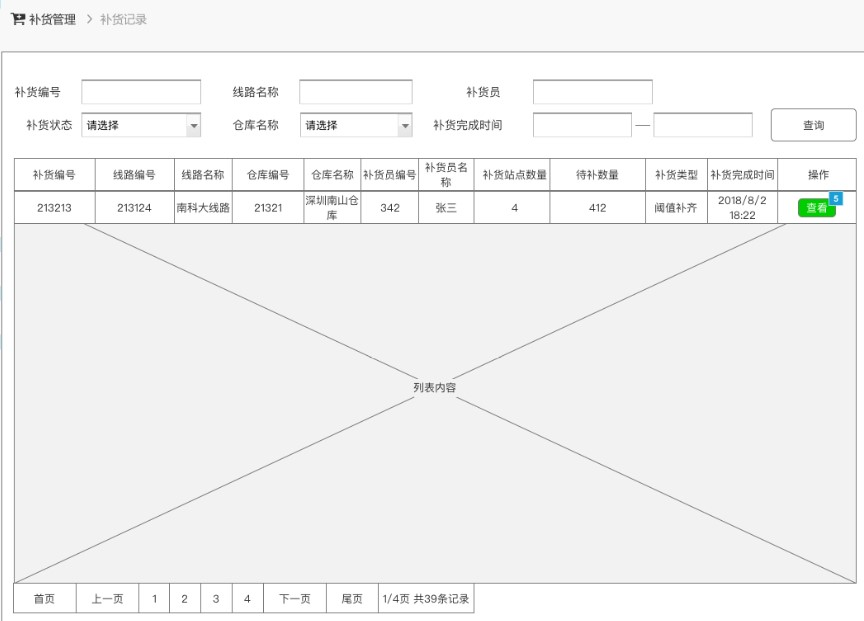 补货管理 > 补货记录
补货编号 线路名称 补货员
补货状态 请选择 仓库名称 请选择 补货完成时间 — 查询
补货编号 线路编号 线路名称 仓库编号 仓库名称 补货员编号 补货员名称 补货站点数量 待补数量 补货类型 补货完成时间 操作
213213 213124 南科大线路 21321 深圳南山仓库 342 张三 4 412 阈值补齐 2018/8/2 18:22 查看 5
列表内容
首页 上一页 1 2 3 4 下一页 尾页 1/4页 共39条记录